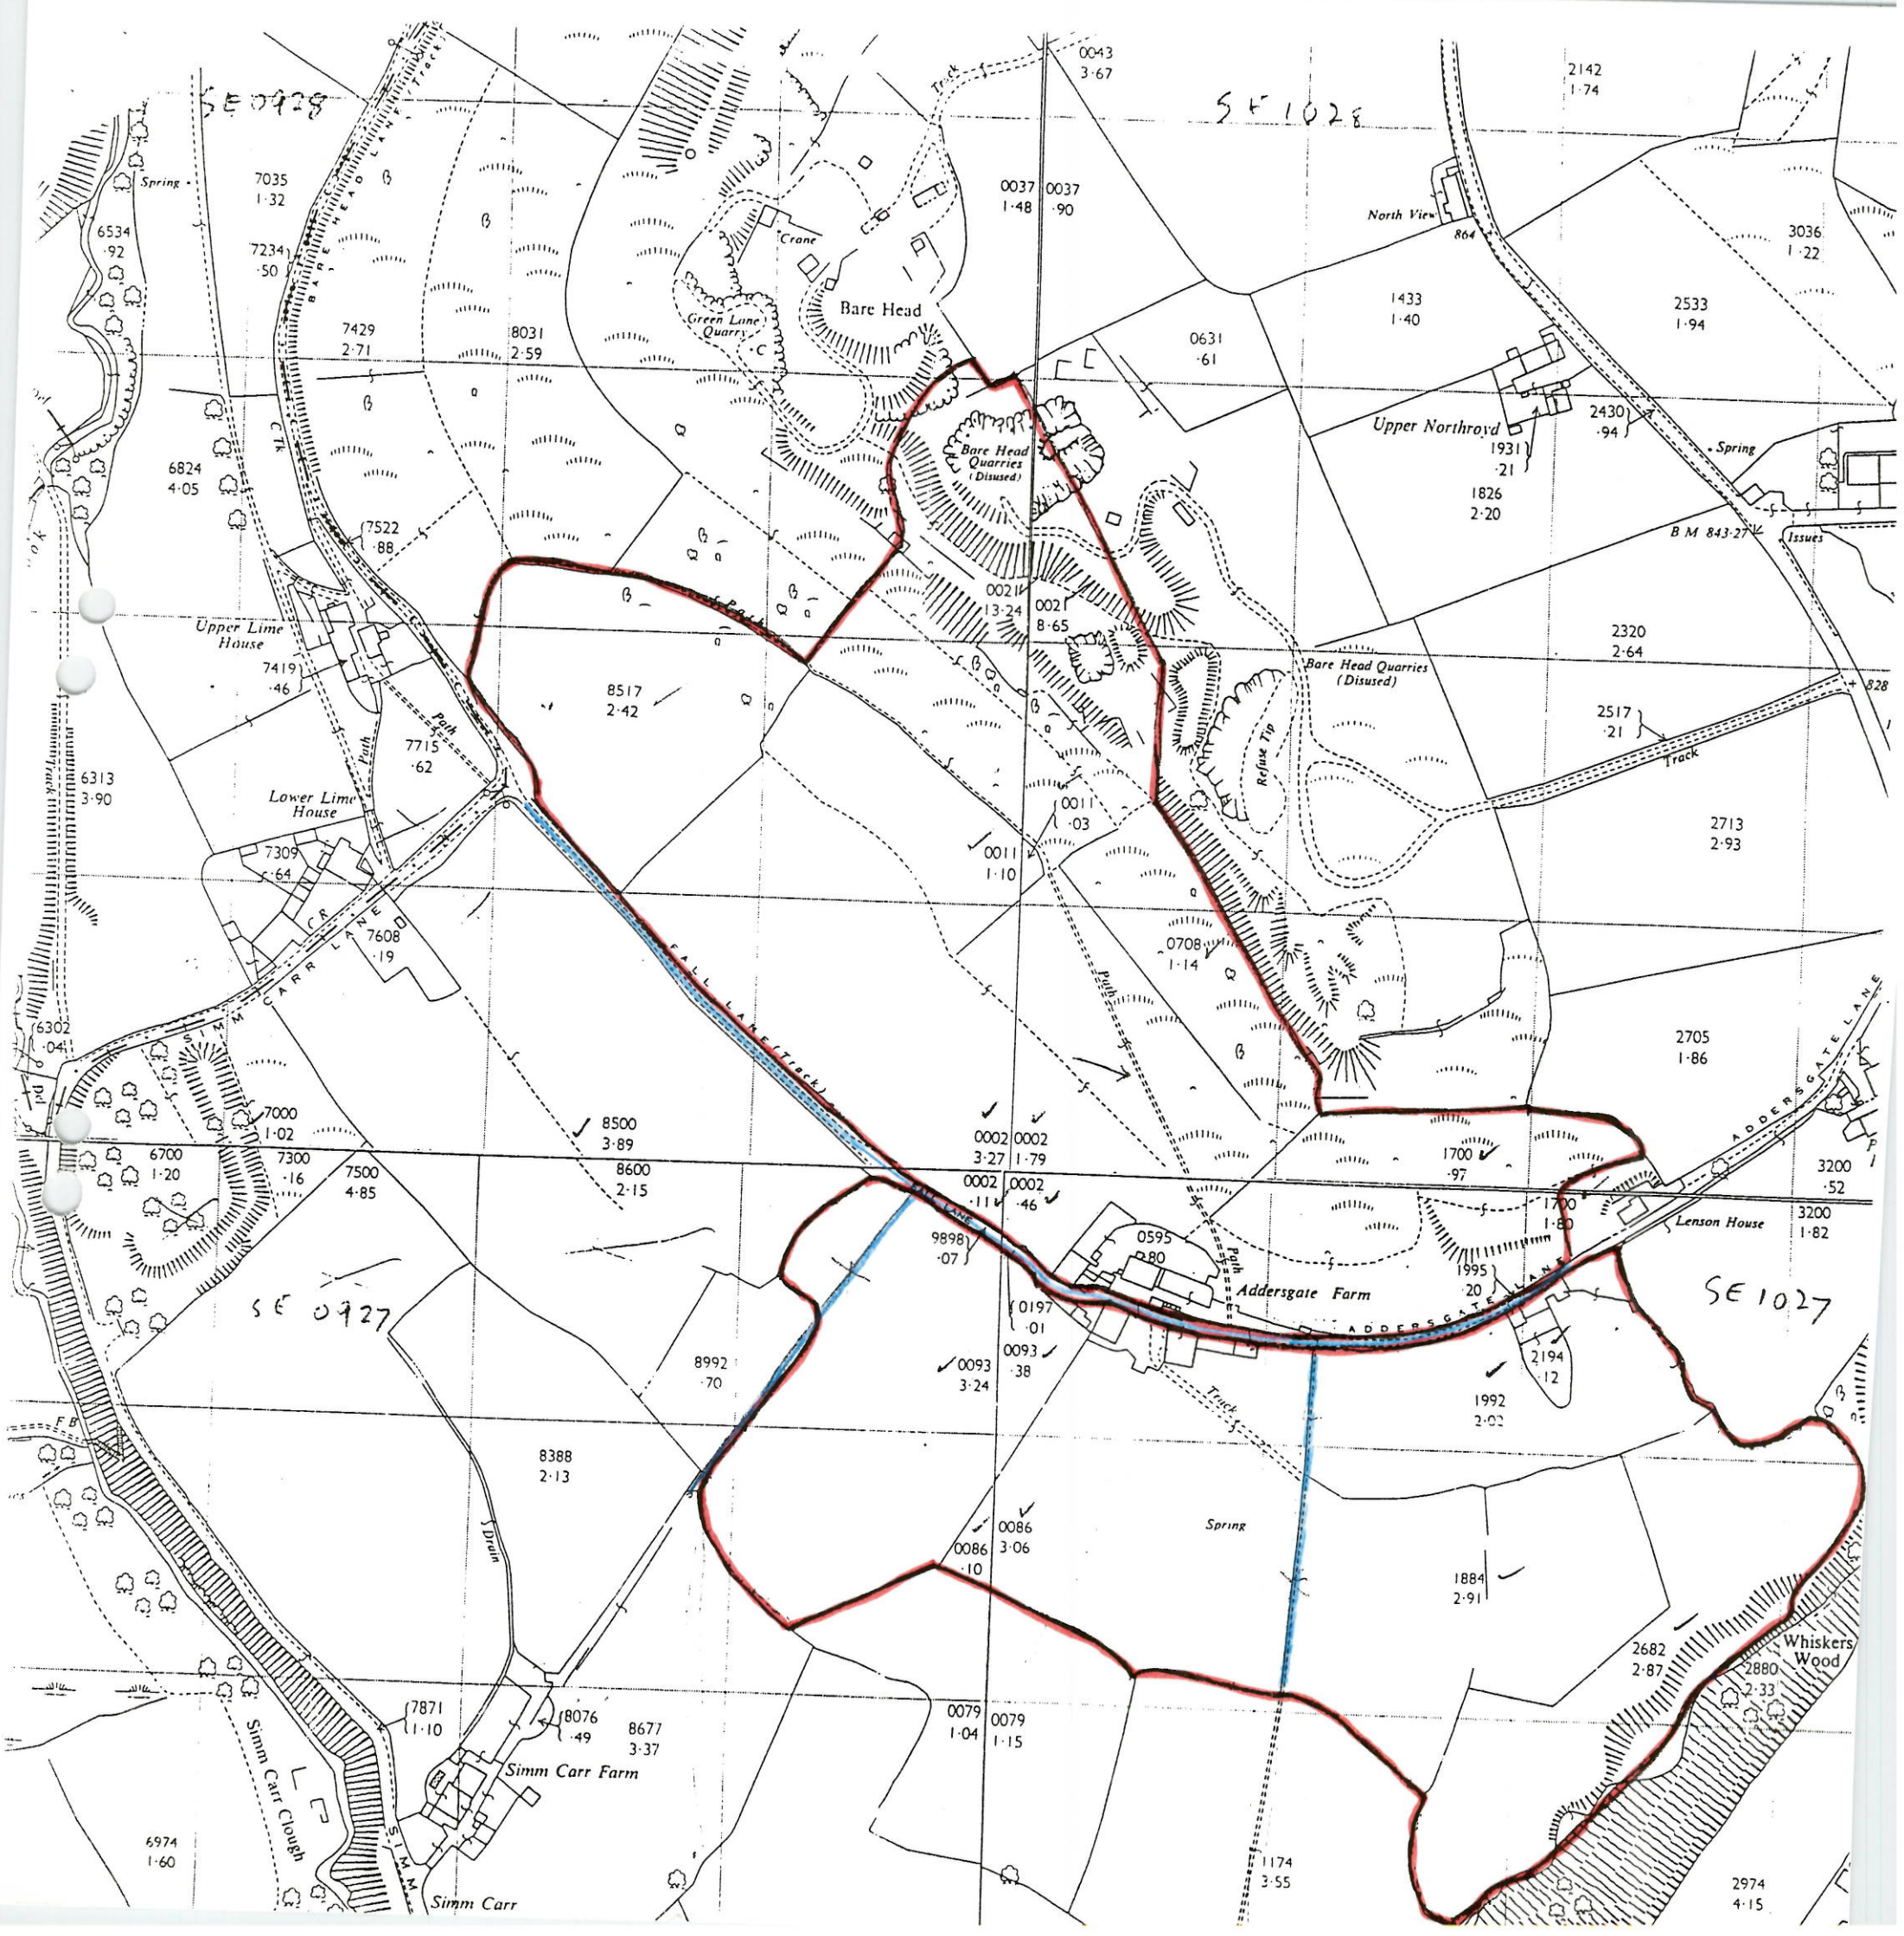 SE0928
SE1028
0043
3·67
2142
1·74
Track
BARE HEAD LANE (Track)
Spring
7035
1·32
0037
1·48
0037
·90
North View
864
6534
·92
7234
·50
Crane
3036
1·22
Bare Head
Green Lane
Quarry
C
7429
2·71
8031
2·59
0631
·61
1433
1·40
2533
1·94
Upper Northroyd
2430
·94
1931
·21
1826
2·20
Spring
B M 843·27
Issues
CTk
6824
4·05
Bare Head
Quarries
(Disused)
7522
·88
Upper Lime
House
7419
·46
Path
0021
13·24
0021
8·65
2320
2·64
Bare Head Quarries
(Disused)
828
8517
2·42
Path
Path
7715
·62
2517
·21
Track
Refuse Tip
Track
6313
3·90
Lower Lime
House
0011
·03
0011
1·10
2713
2·93
7309
·64
CR
7608
·19
SIMM CARR LANE
FALL LANE (Track)
0708
1·14
Path
6302
·04
pd
2705
1·86
ADDERSGATE LANE
7000
1·02
8500
3·89
0002
3·27
0002
1·79
1700
·97
6700
1·20
7300
·16
7500
4·85
8600
2·15
0002
·11
0002
·46
3200
·52
1700
1·80
3200
1·82
Lenson House
FALL LANE
9898
·07
0595
·80
Path
Addersgate Farm
1995
·20
ADDERSGATE LANE
SE 0927
SE1027
0197
·01
8992
·70
0093
3·24
0093
·38
2194
·12
1992
2·02
Track
F B
8388
2·13
Drain
0086
·10
0086
3·06
Spring
1884
2·91
2682
2·87
Whiskers
Wood
2880
2·33
7871
1·10
8076
·49
8677
3·37
0079
1·04
0079
1·15
Simm Carr Farm
Simm Carr Clough
SIMM
6974
1·60
Simm Carr
1174
3·55
2974
4·15